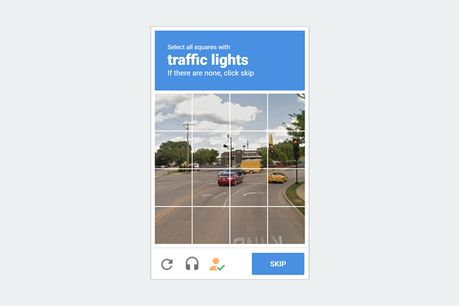 Select all squares with
traffic lights
If there are none, click skip
SKIP